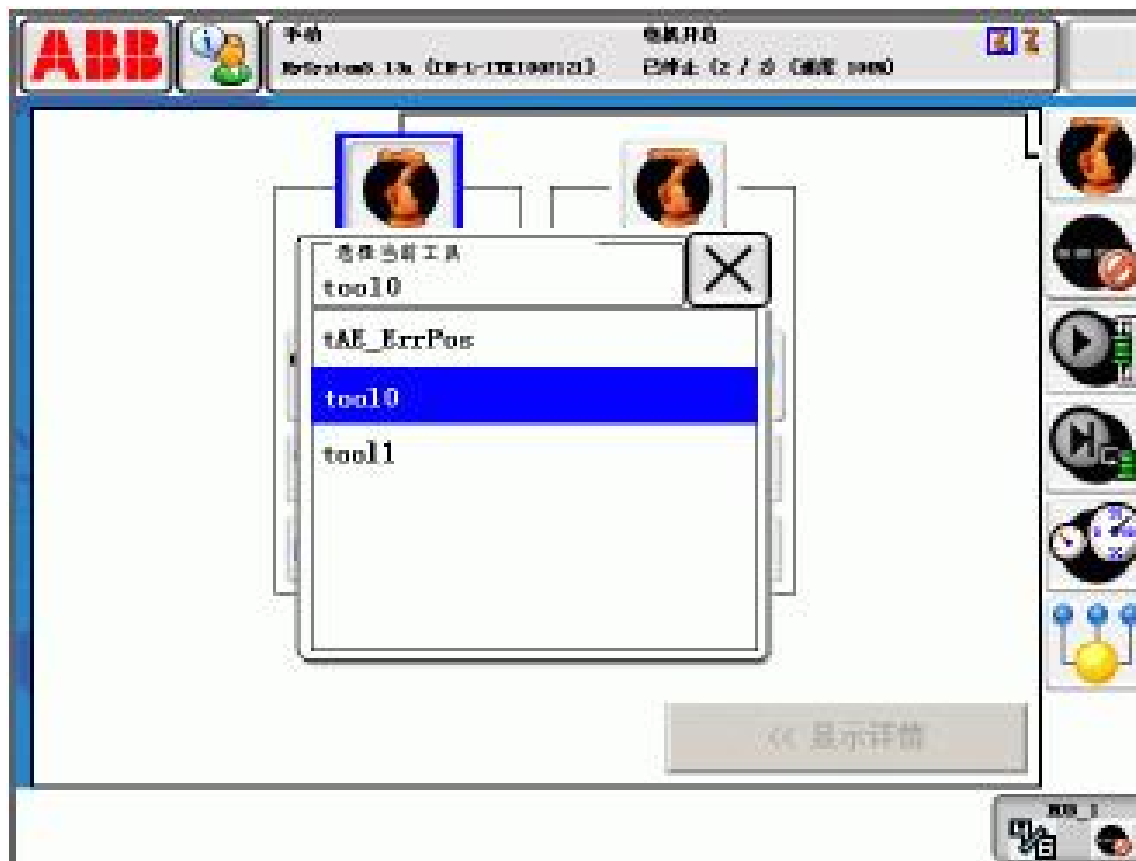 ABB
手动
电机开启
已停止 (2 / 2) (速度 100%)
选择当前工具
tool0
tAE_ErrPos
tool0
tool1
<< 显示详情